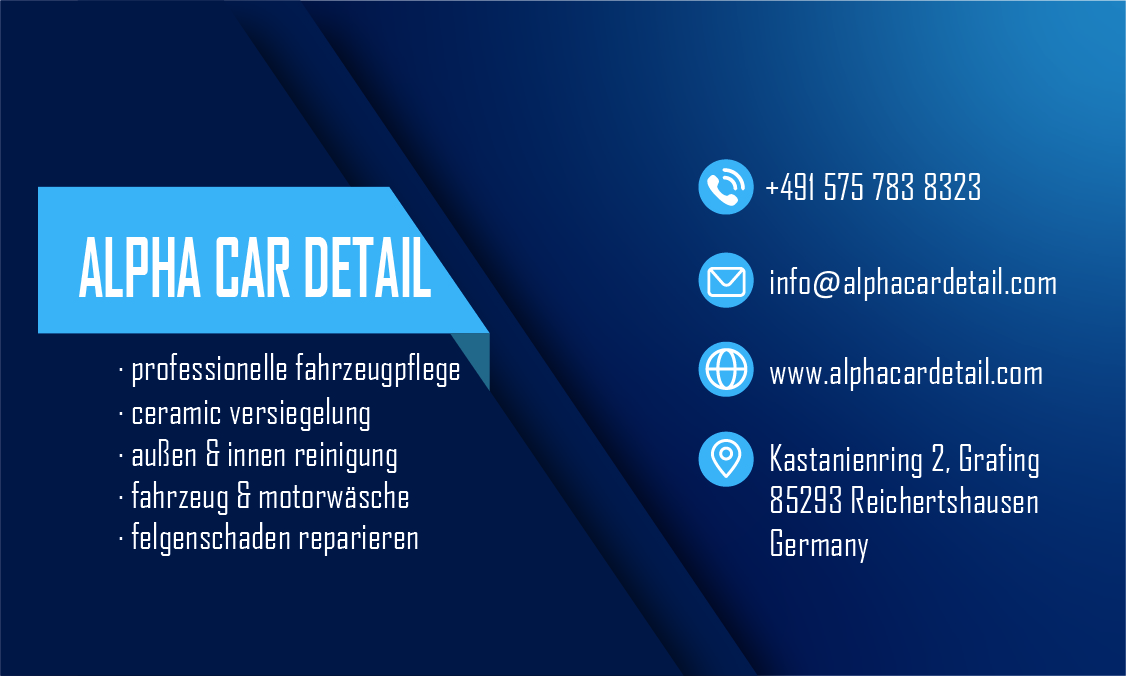 ALPHA CAR DETAIL
· professionelle fahrzeugpflege
· ceramic versiegelung
· außen & innen reinigung
· fahrzeug & motorwäsche
· felgenschaden reparieren
+491 575 783 8323
info@alphacardetail.com
www.alphacardetail.com
Kastanienring 2, Grafing
85293 Reichertshausen
Germany